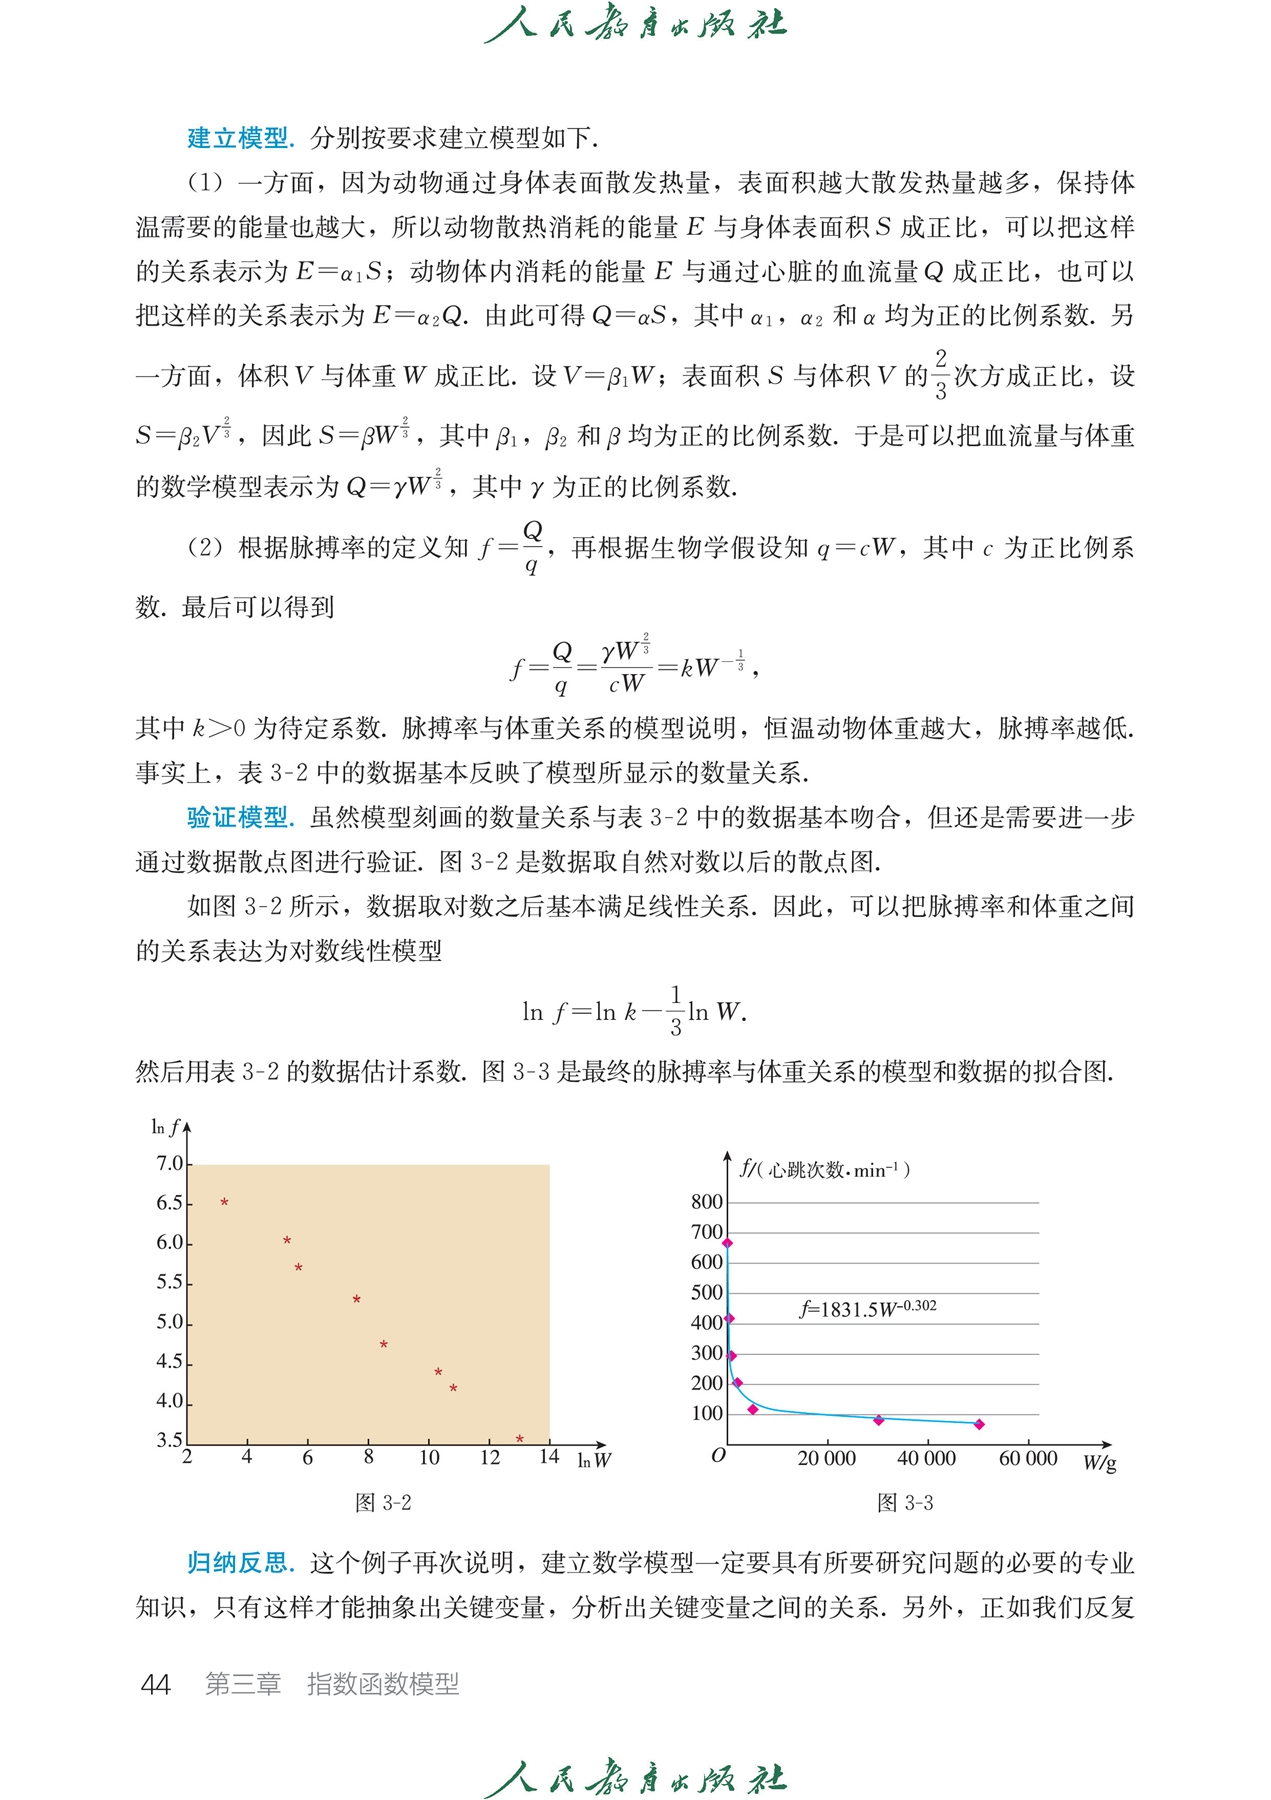 人民教育出版社
建立模型. 分别按要求建立模型如下.
（1）一方面，因为动物通过身体表面散发热量，表面积越大散发热量越多，保持体
温需要的能量也越大，所以动物散热消耗的能量 E 与身体表面积 S 成正比，可以把这样
的关系表示为 E=α₁S；动物体内消耗的能量 E 与通过心脏的血流量 Q 成正比，也可以
把这样的关系表示为 E=α₂Q. 由此可得 Q=αS，其中 α₁，α₂ 和 α 均为正的比例系数. 另
一方面，体积 V 与体重 W 成正比. 设 V=β₁W；表面积 S 与体积 V 的 2/3 次方成正比，设
S=β₂V^(2/3)，因此 S=βW^(2/3)，其中 β₁，β₂ 和 β 均为正的比例系数. 于是可以把血流量与体重
的数学模型表示为 Q=γW^(2/3)，其中 γ 为正的比例系数.
（2）根据脉搏率的定义知 f=Q/q，再根据生物学假设知 q=cW，其中 c 为正比例系
数. 最后可以得到
f=Q/q=γW^(2/3)/cW=kW^(-1/3)，
其中 k>0 为待定系数. 脉搏率与体重关系的模型说明，恒温动物体重越大，脉搏率越低.
事实上，表 3-2 中的数据基本反映了模型所显示的数量关系.
验证模型. 虽然模型刻画的数量关系与表 3-2 中的数据基本吻合，但还是需要进一步
通过数据散点图进行验证. 图 3-2 是数据取自然对数以后的散点图.
如图 3-2 所示，数据取对数之后基本满足线性关系. 因此，可以把脉搏率和体重之间
的关系表达为对数线性模型
ln f=ln k-1/3 ln W.
然后用表 3-2 的数据估计系数. 图 3-3 是最终的脉搏率与体重关系的模型和数据的拟合图.
ln f
7.0
6.5
6.0
5.5
5.0
4.5
4.0
3.5
2 4 6 8 10 12 14 ln W
图 3-2
f/( 心跳次数·min⁻¹ )
800
700
600
500
400
300
200
100
f=1831.5W^(-0.302)
O 20 000 40 000 60 000 W/g
图 3-3
归纳反思. 这个例子再次说明，建立数学模型一定要具有所要研究问题的必要的专业
知识，只有这样才能抽象出关键变量，分析出关键变量之间的关系. 另外，正如我们反复
44 第三章 指数函数模型
人民教育出版社